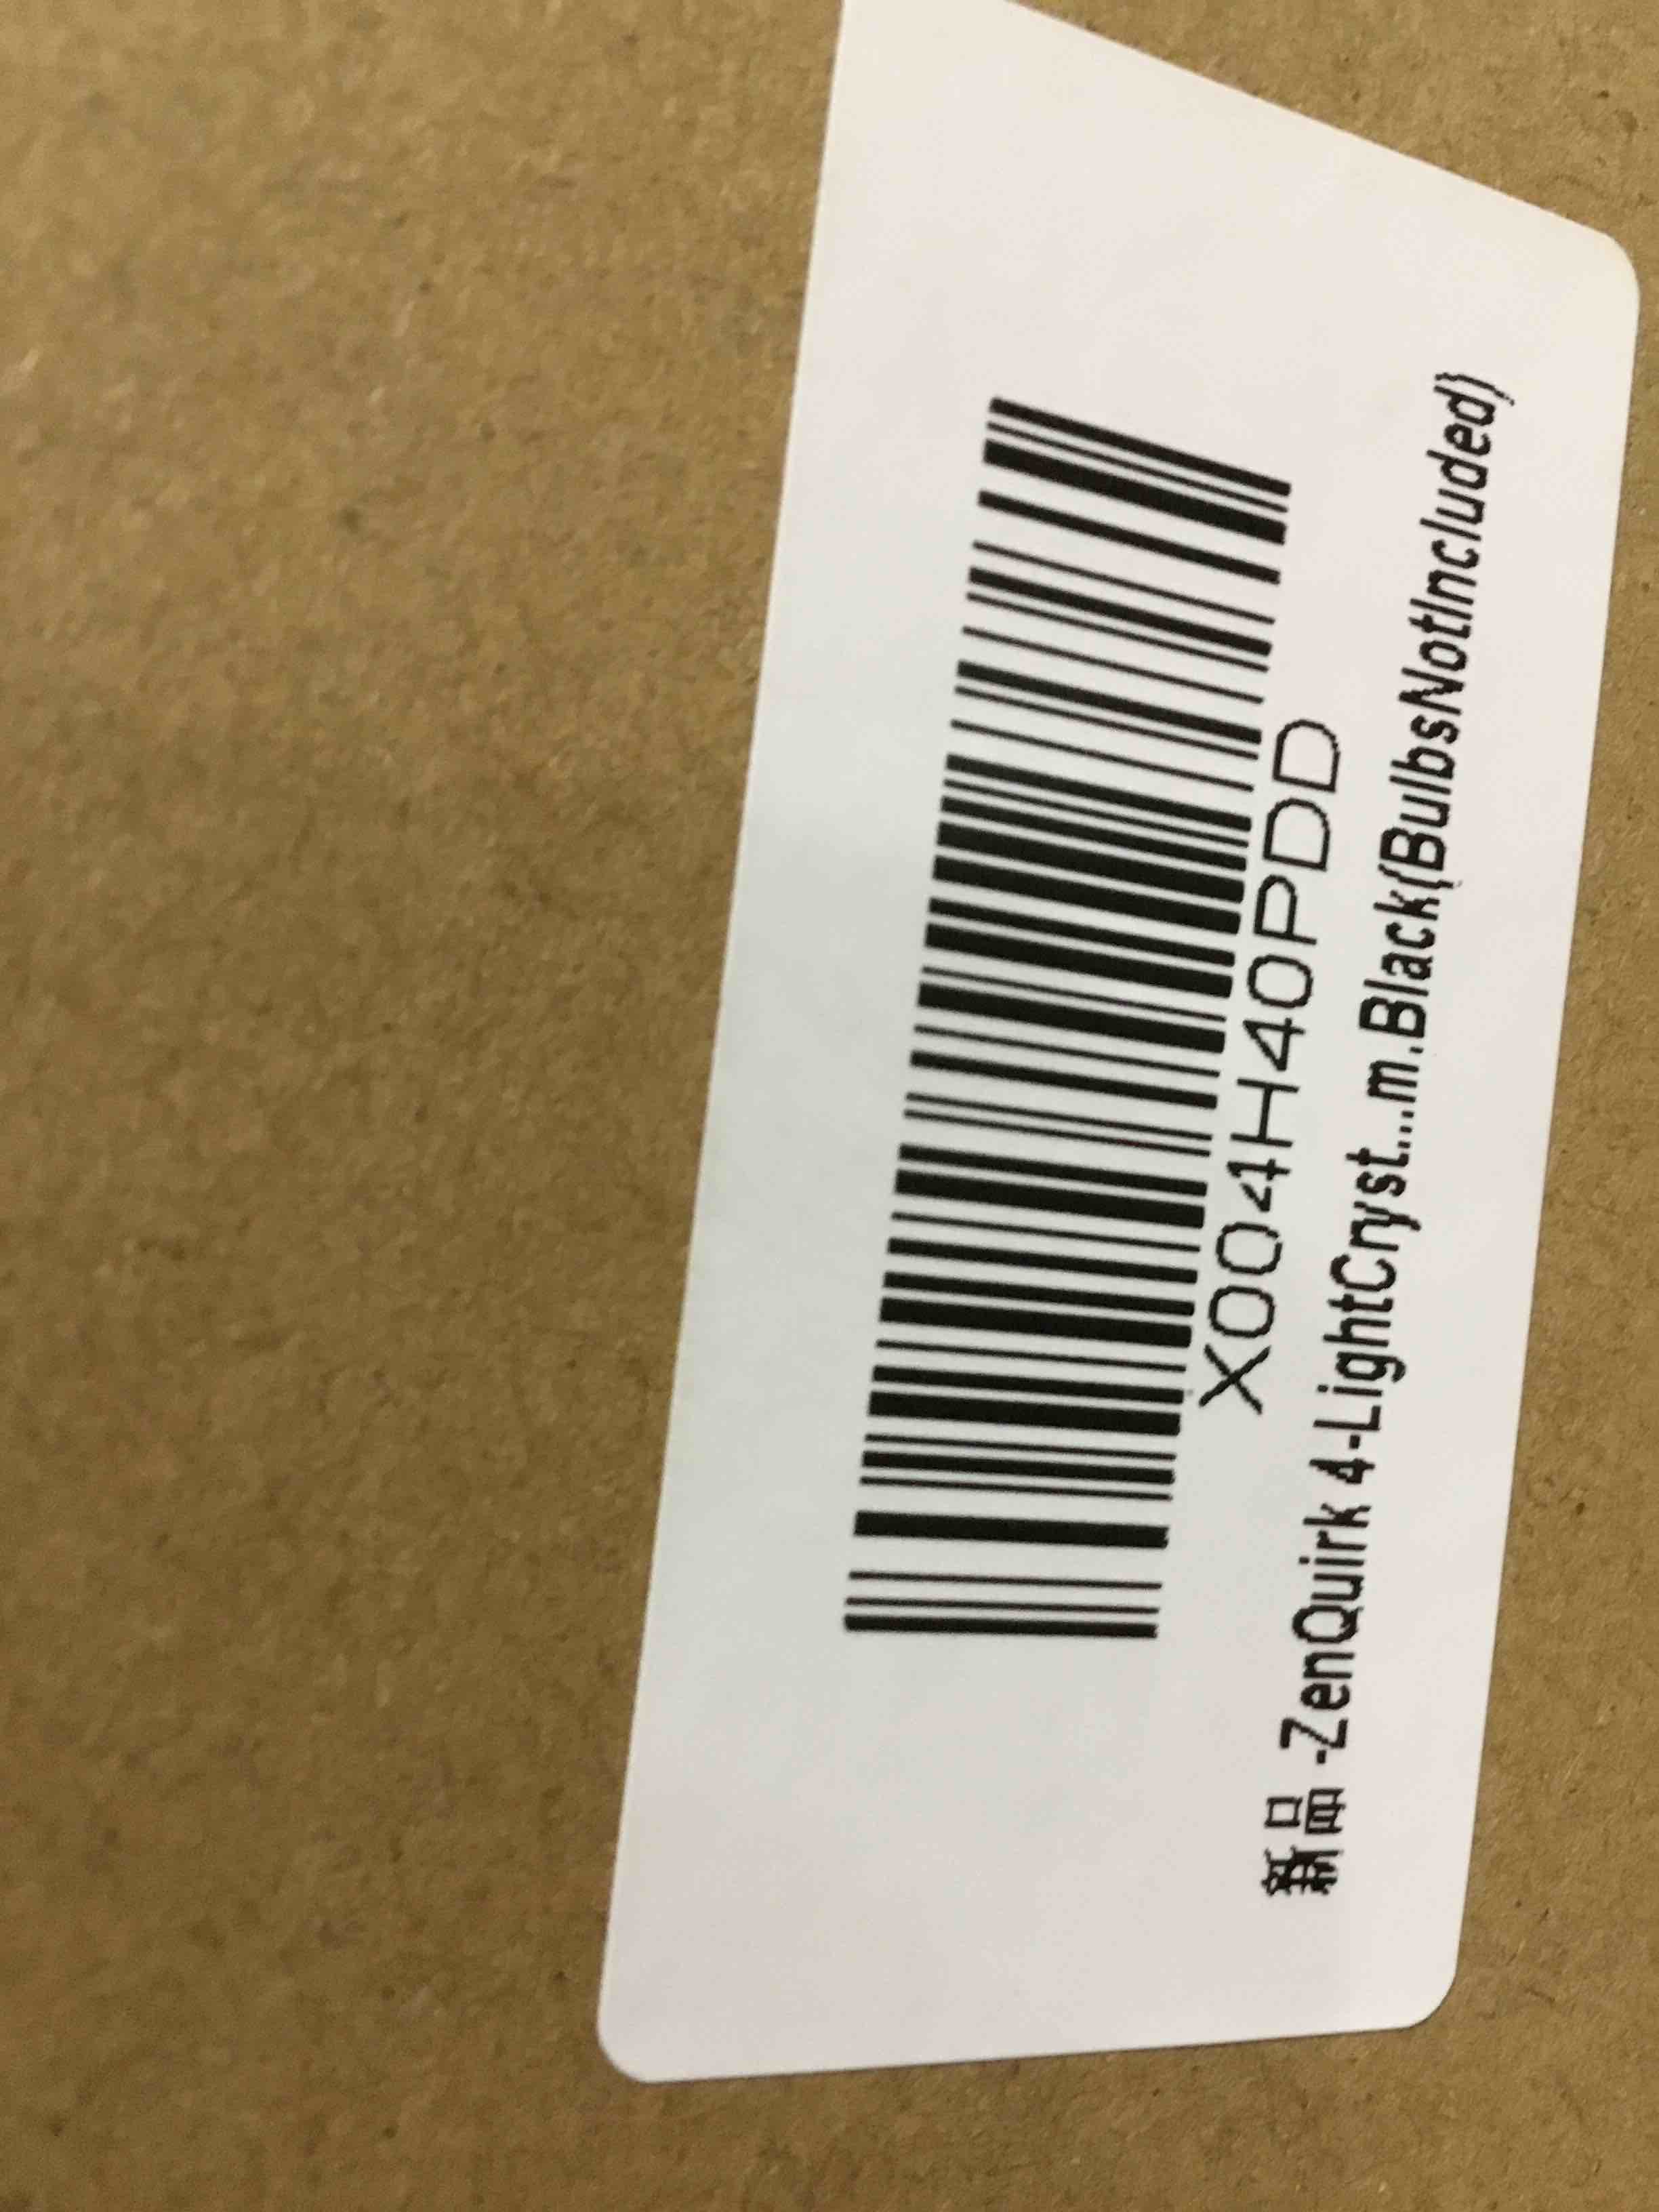 X004H40PDD
新品 -ZenQuirk 4-LightCryst...m.Black(BulbsNotIncluded)